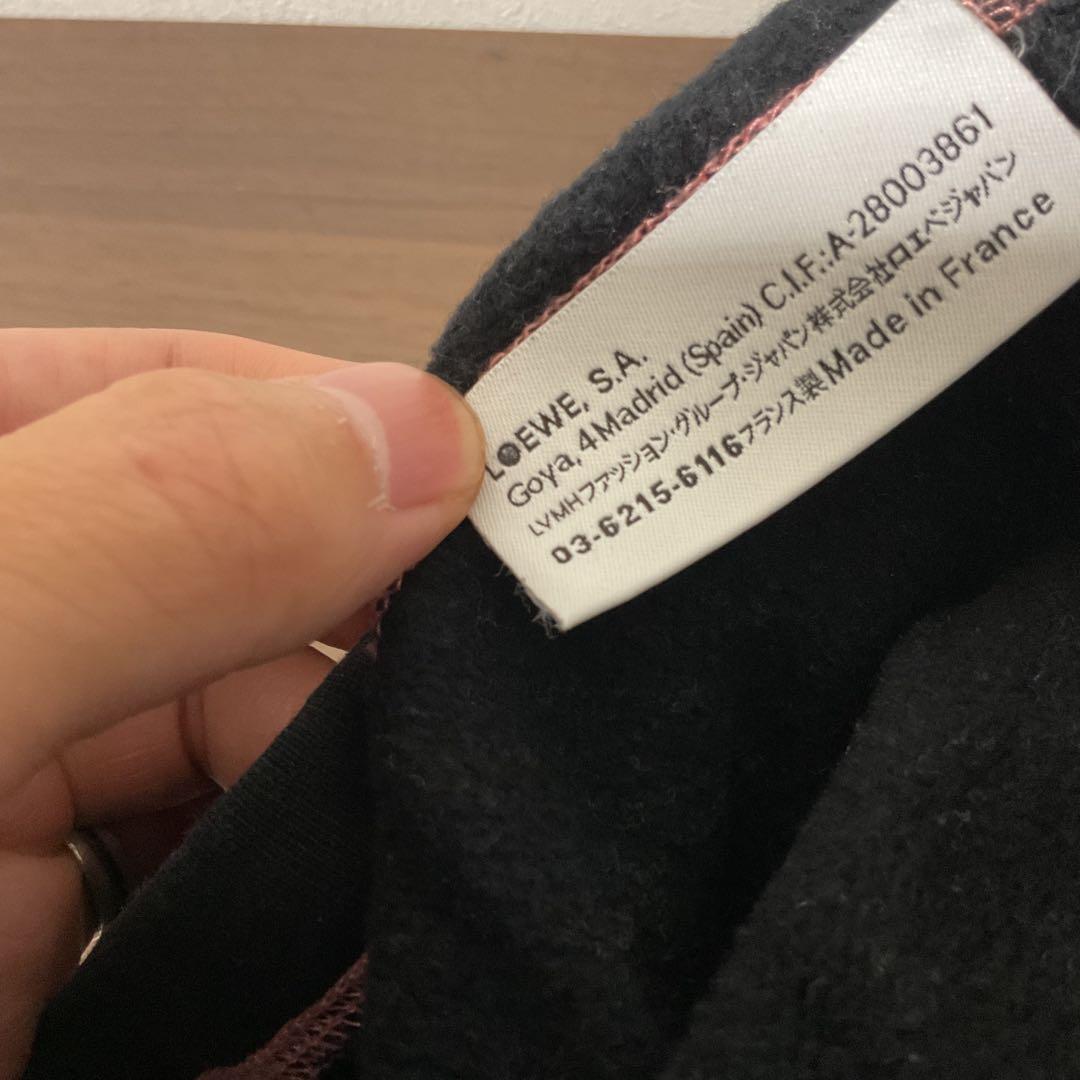 LOEWE, S.A.
Goya, 4 Madrid (Spain) C.I.F.:A-28003861
LVMHファッション・グループ・ジャパン株式会社ロエベジャパン
03-6215-6116フランス製Made in France